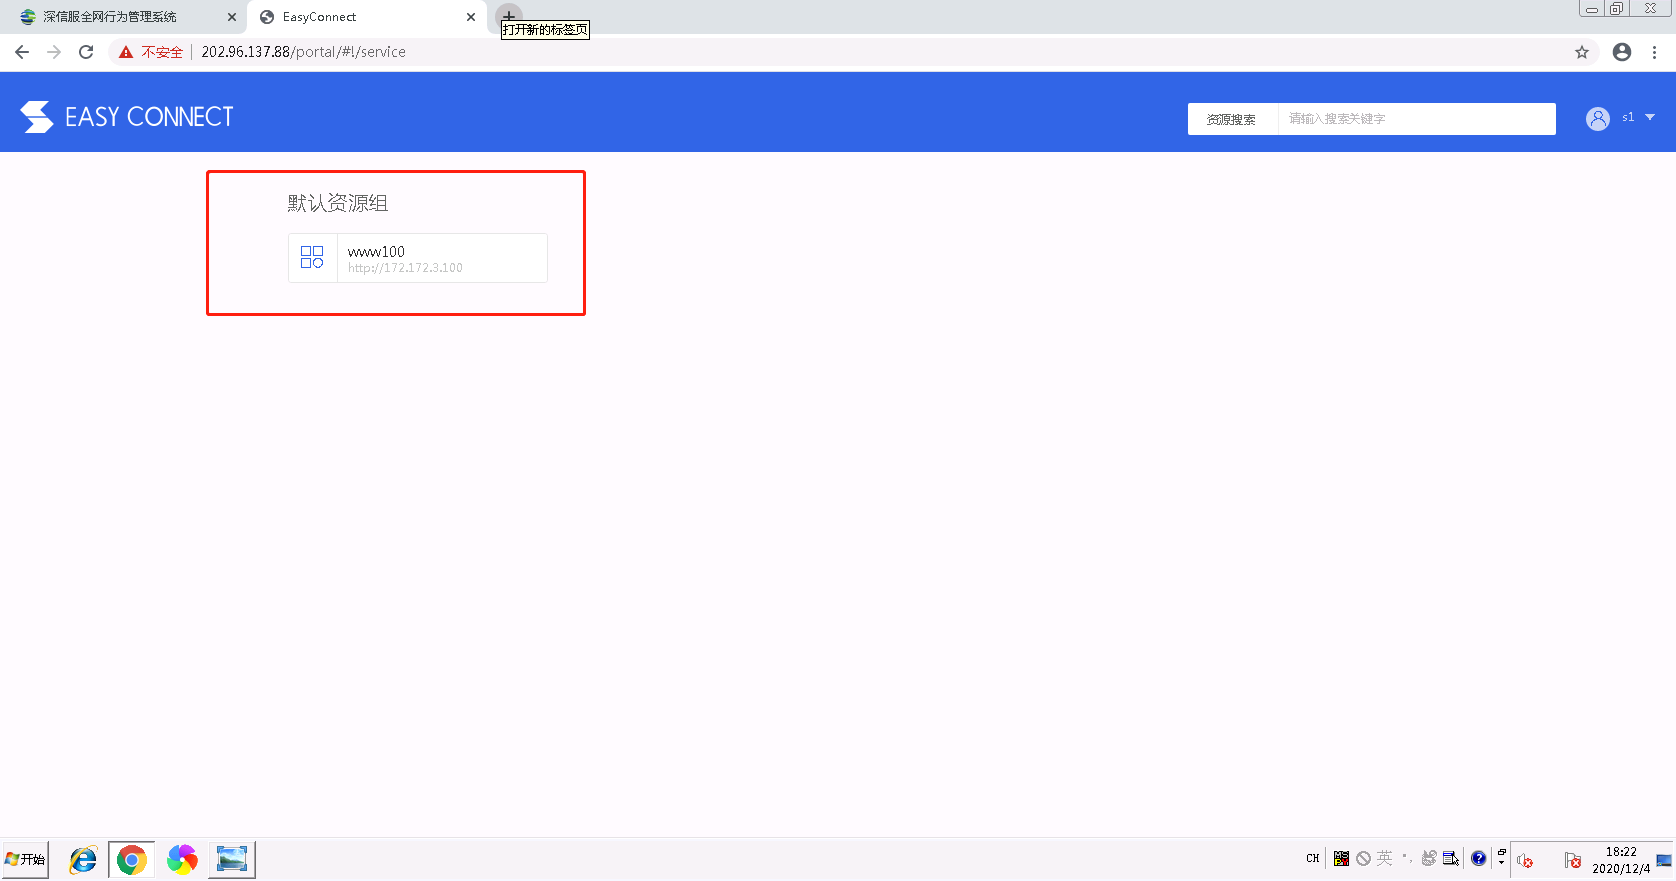 深信服全网行为管理系统
EasyConnect
打开新的标签页
不安全
202.96.137.88/portal/#!/service
EASY CONNECT
资源搜索
请输入搜索关键字
s1
默认资源组
www100
http://172.172.3.100
开始
CH
英
18:22
2020/12/4